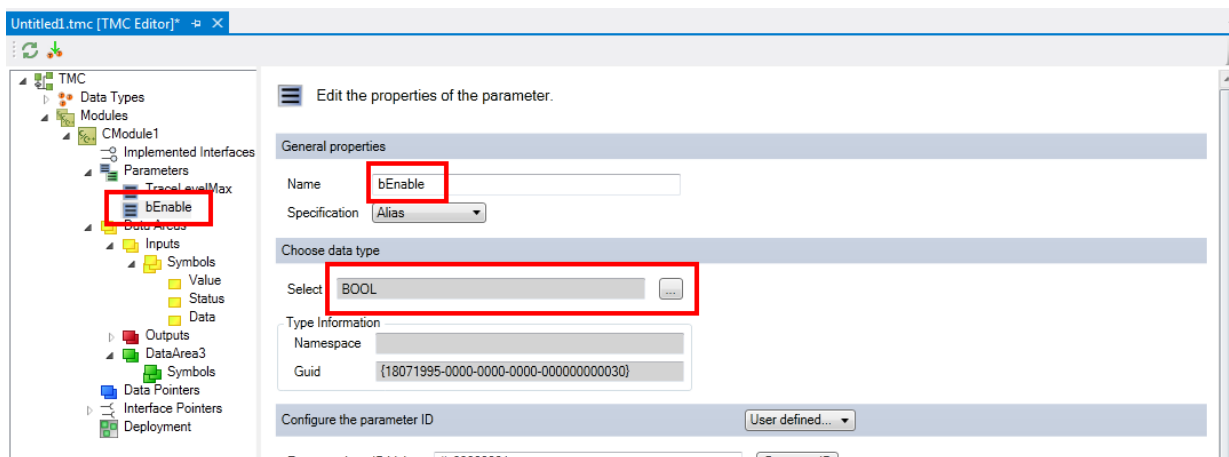 Untitled1.tmc [TMC Editor]*
TMC
Data Types
Modules
CModule1
Implemented Interfaces
Parameters
TraceLevelMax
bEnable
Data Areas
Inputs
Symbols
Value
Status
Data
Outputs
DataArea3
Symbols
Data Pointers
Interface Pointers
Deployment
Edit the properties of the parameter.
General properties
Name bEnable
Specification Alias
Choose data type
Select BOOL ...
Type Information
Namespace
Guid {18071995-0000-0000-0000-000000000030}
Configure the parameter ID User defined...